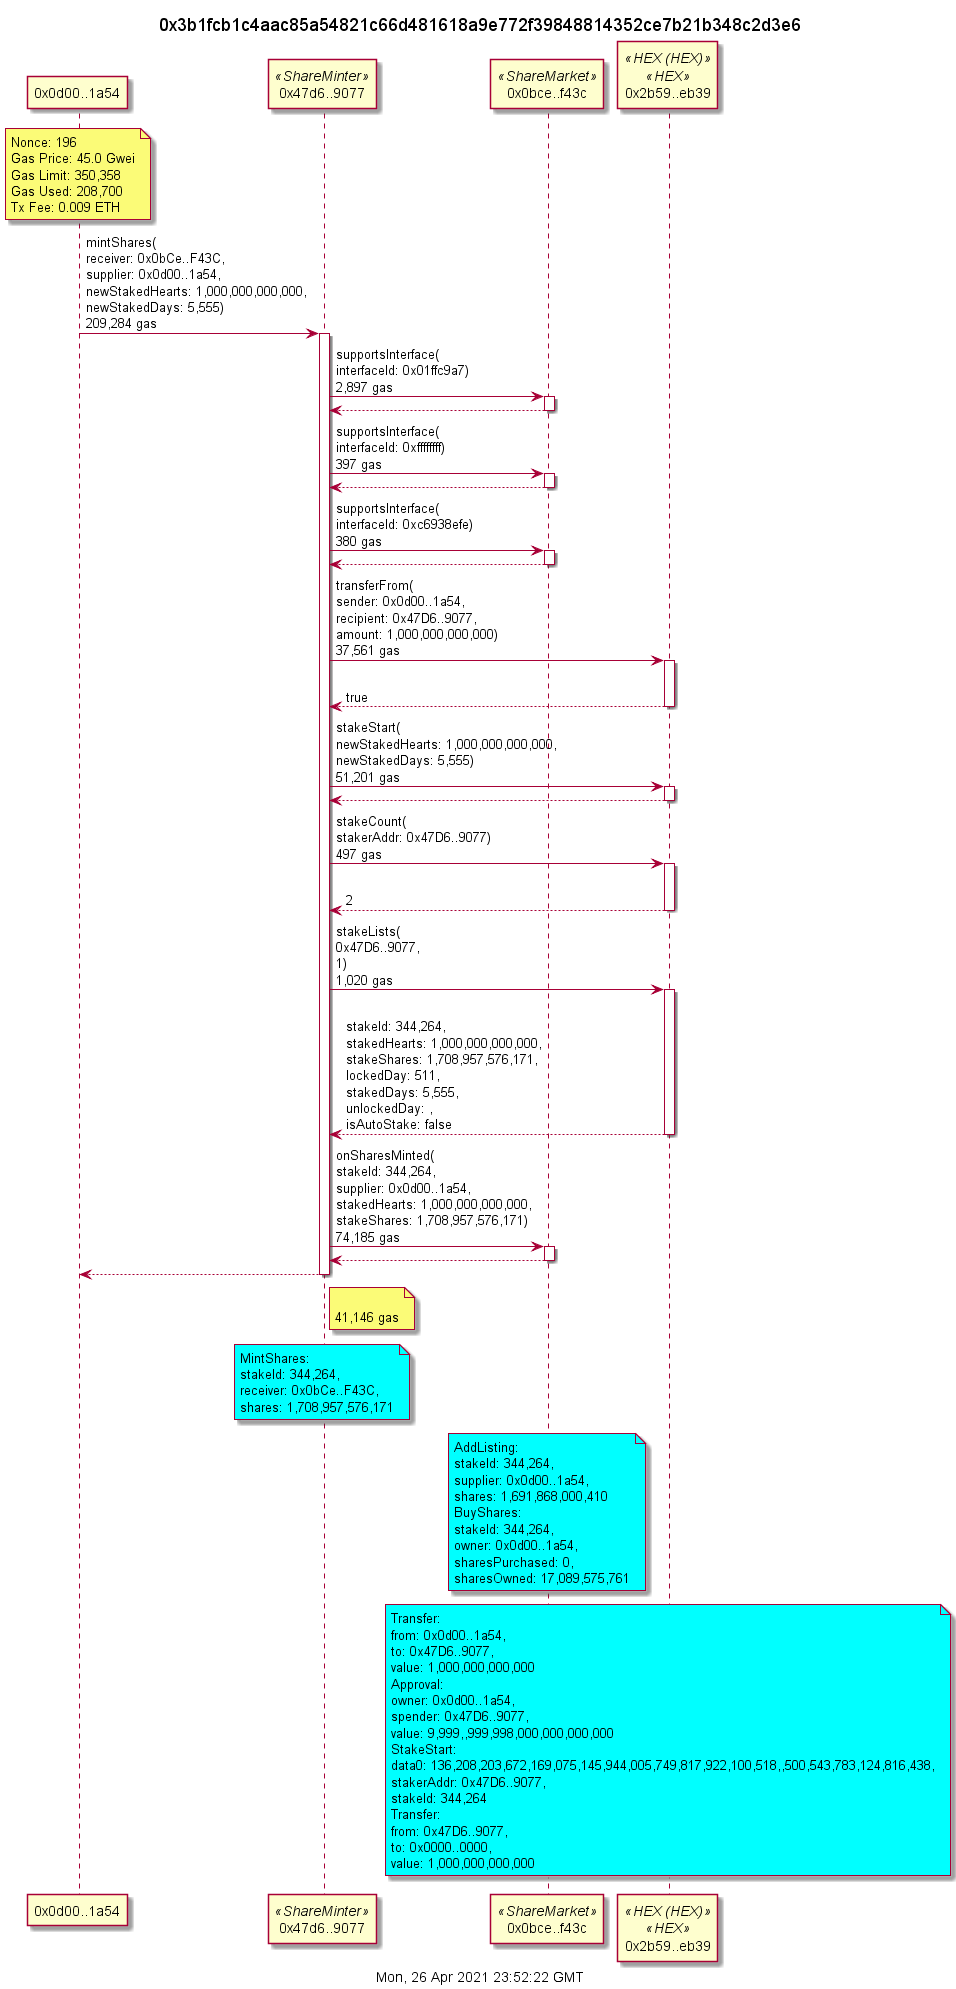 0x3b1fcb1c4aac85a54821c66d481618a9e772f39848814352ce7b21b348c2d3e6
0x0d00..1a54
«ShareMinter»
0x47d6..9077
«ShareMarket»
0x0bce..f43c
«HEX (HEX)»
«HEX»
0x2b59..eb39
Nonce: 196
Gas Price: 45.0 Gwei
Gas Limit: 350,358
Gas Used: 208,700
Tx Fee: 0.009 ETH
mintShares(
receiver: 0x0bCe..F43C,
supplier: 0x0d00..1a54,
newStakedHearts: 1,000,000,000,000,
newStakedDays: 5,555)
209,284 gas
supportsInterface(
interfaceId: 0x01ffc9a7)
2,897 gas
supportsInterface(
interfaceId: 0xffffffff)
397 gas
supportsInterface(
interfaceId: 0xc6938efe)
380 gas
transferFrom(
sender: 0x0d00..1a54,
recipient: 0x47D6..9077,
amount: 1,000,000,000,000)
37,561 gas
true
stakeStart(
newStakedHearts: 1,000,000,000,000,
newStakedDays: 5,555)
51,201 gas
stakeCount(
stakerAddr: 0x47D6..9077)
497 gas
2
stakeLists(
0x47D6..9077,
1)
1,020 gas
stakeId: 344,264,
stakedHearts: 1,000,000,000,000,
stakeShares: 1,708,957,576,171,
lockedDay: 511,
stakedDays: 5,555,
unlockedDay: ,
isAutoStake: false
onSharesMinted(
stakeId: 344,264,
supplier: 0x0d00..1a54,
stakedHearts: 1,000,000,000,000,
stakeShares: 1,708,957,576,171)
74,185 gas
41,146 gas
MintShares:
stakeId: 344,264,
receiver: 0x0bCe..F43C,
shares: 1,708,957,576,171
AddListing:
stakeId: 344,264,
supplier: 0x0d00..1a54,
shares: 1,691,868,000,410
BuyShares:
stakeId: 344,264,
owner: 0x0d00..1a54,
sharesPurchased: 0,
sharesOwned: 17,089,575,761
Transfer:
from: 0x0d00..1a54,
to: 0x47D6..9077,
value: 1,000,000,000,000
Approval:
owner: 0x0d00..1a54,
spender: 0x47D6..9077,
value: 9,999,,999,998,000,000,000,000
StakeStart:
data0: 136,208,203,672,169,075,145,944,005,749,817,922,100,518,,500,543,783,124,816,438,
stakerAddr: 0x47D6..9077,
stakeId: 344,264
Transfer:
from: 0x47D6..9077,
to: 0x0000..0000,
value: 1,000,000,000,000
0x0d00..1a54
«ShareMinter»
0x47d6..9077
«ShareMarket»
0x0bce..f43c
«HEX (HEX)»
«HEX»
0x2b59..eb39
Mon, 26 Apr 2021 23:52:22 GMT